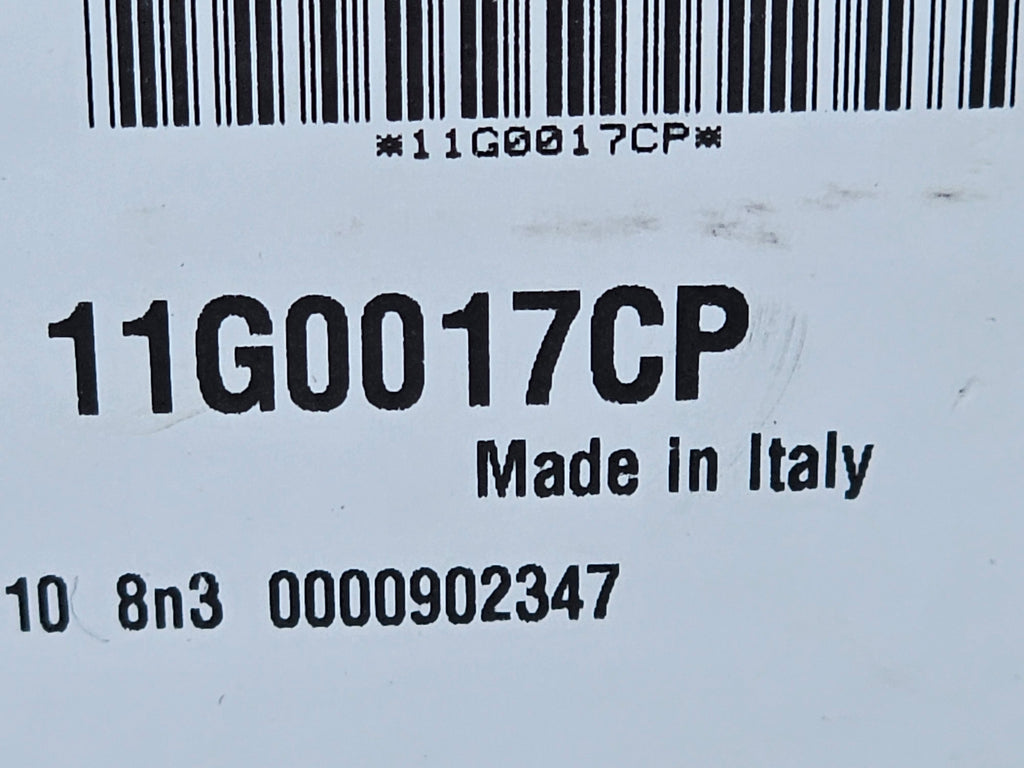 *11G0017CP*
11G0017CP
Made in Italy
10 8n3 0000902347